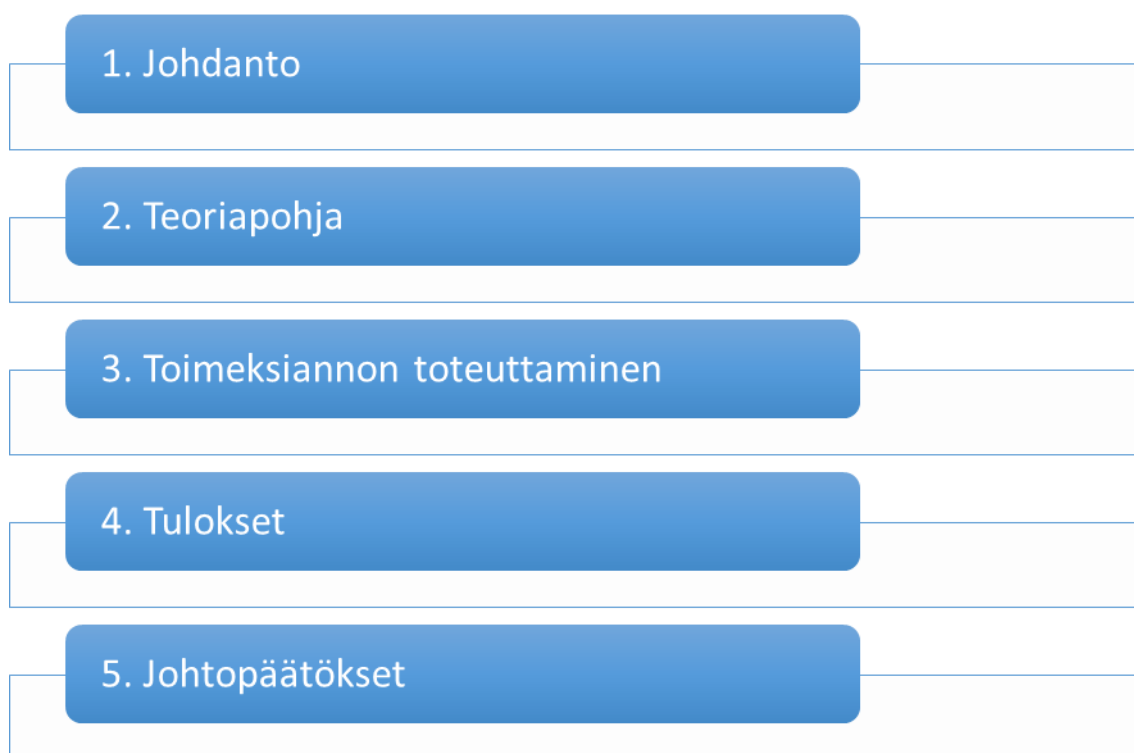 1. Johdanto
2. Teoriapohja
3. Toimeksiannon toteuttaminen
4. Tulokset
5. Johtopäätökset